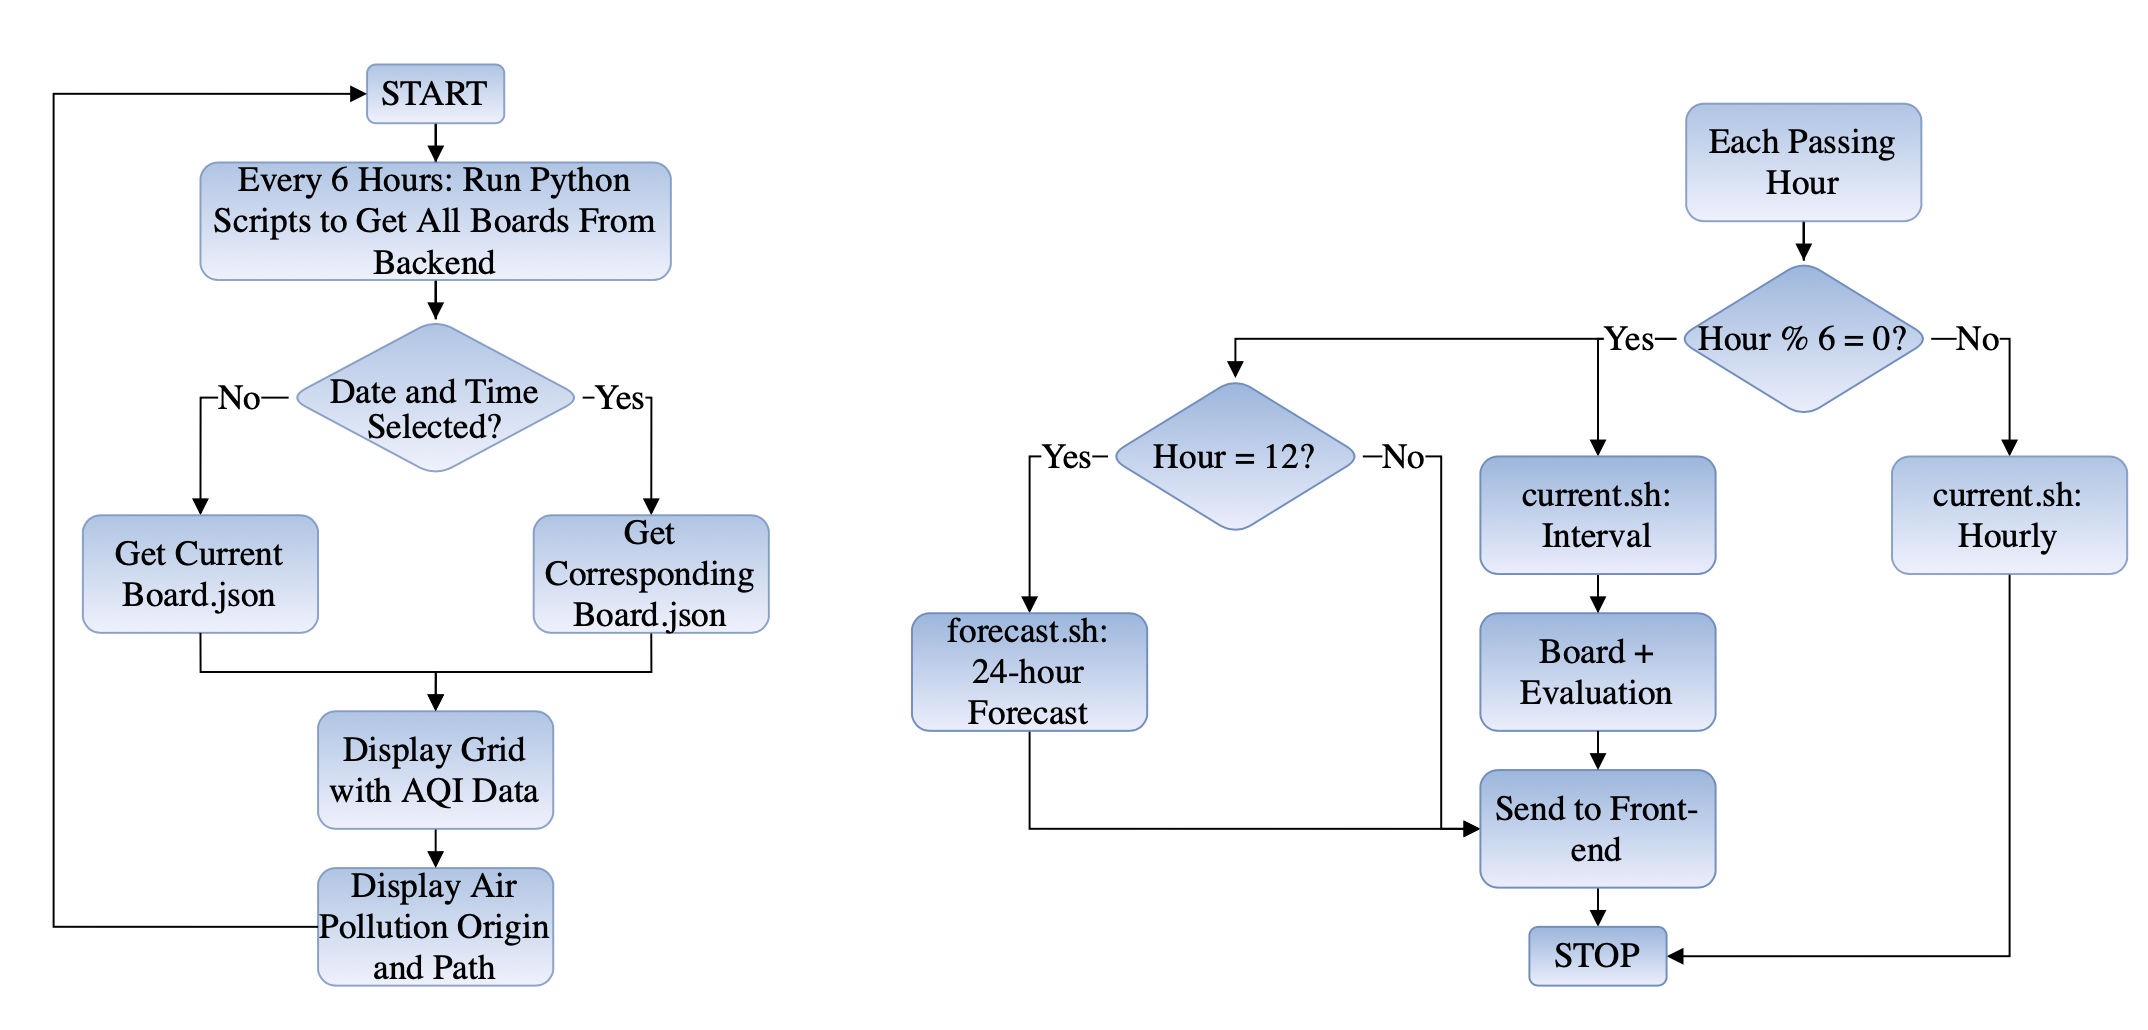 START
Every 6 Hours: Run Python
Scripts to Get All Boards From
Backend
Date and Time
Selected?
No
Yes
Get Current
Board.json
Get
Corresponding
Board.json
Display Grid
with AQI Data
Display Air
Pollution Origin
and Path
Each Passing
Hour
Hour % 6 = 0?
Yes
No
Hour = 12?
Yes
No
current.sh:
Interval
current.sh:
Hourly
forecast.sh:
24-hour
Forecast
Board +
Evaluation
Send to Front-
end
STOP